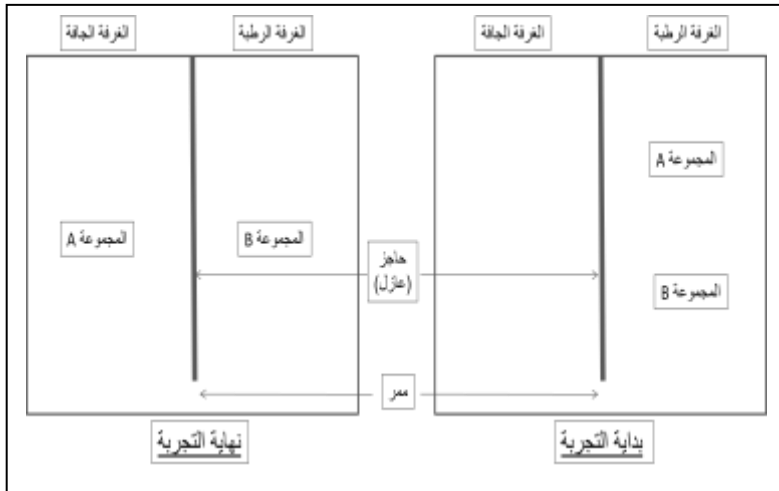 الغرفة الرطبة
الغرفة الجافة
الغرفة الرطبة
الغرفة الجافة
المجموعة A
المجموعة B
المجموعة B
المجموعة A
حاجز
(عازل)
ممر
بداية التجربة
نهاية التجربة